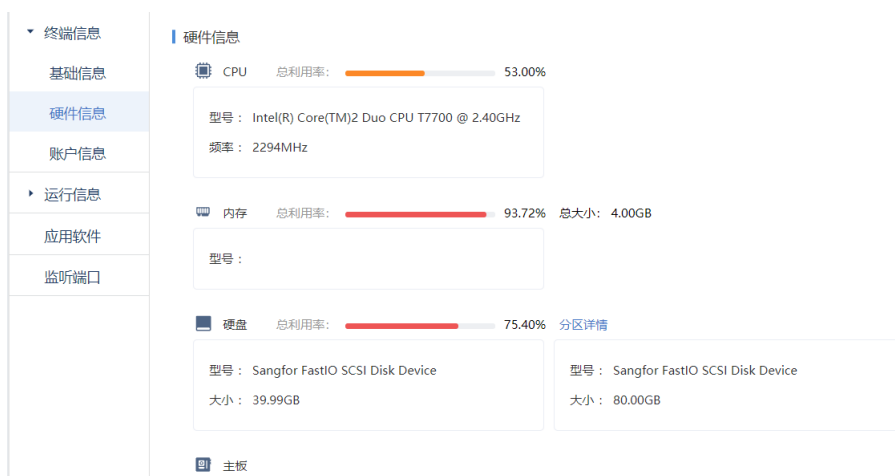 终端信息
基础信息
硬件信息
账户信息
运行信息
应用软件
监听端口
硬件信息
CPU 总利用率: 53.00%
型号： Intel(R) Core(TM)2 Duo CPU T7700 @ 2.40GHz
频率： 2294MHz
内存 总利用率: 93.72% 总大小: 4.00GB
型号：
硬盘 总利用率: 75.40% 分区详情
型号： Sangfor FastIO SCSI Disk Device
大小： 39.99GB
型号： Sangfor FastIO SCSI Disk Device
大小： 80.00GB
主板